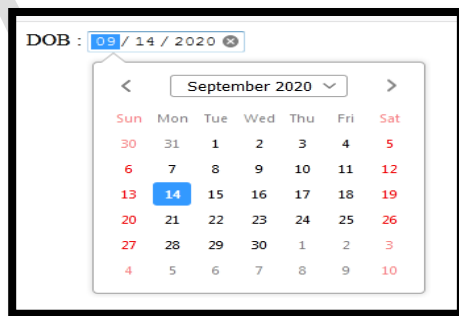 DOB : 09 / 14 / 2020
September 2020
Sun Mon Tue Wed Thu Fri Sat
30 31 1 2 3 4 5
6 7 8 9 10 11 12
13 14 15 16 17 18 19
20 21 22 23 24 25 26
27 28 29 30 1 2 3
4 5 6 7 8 9 10